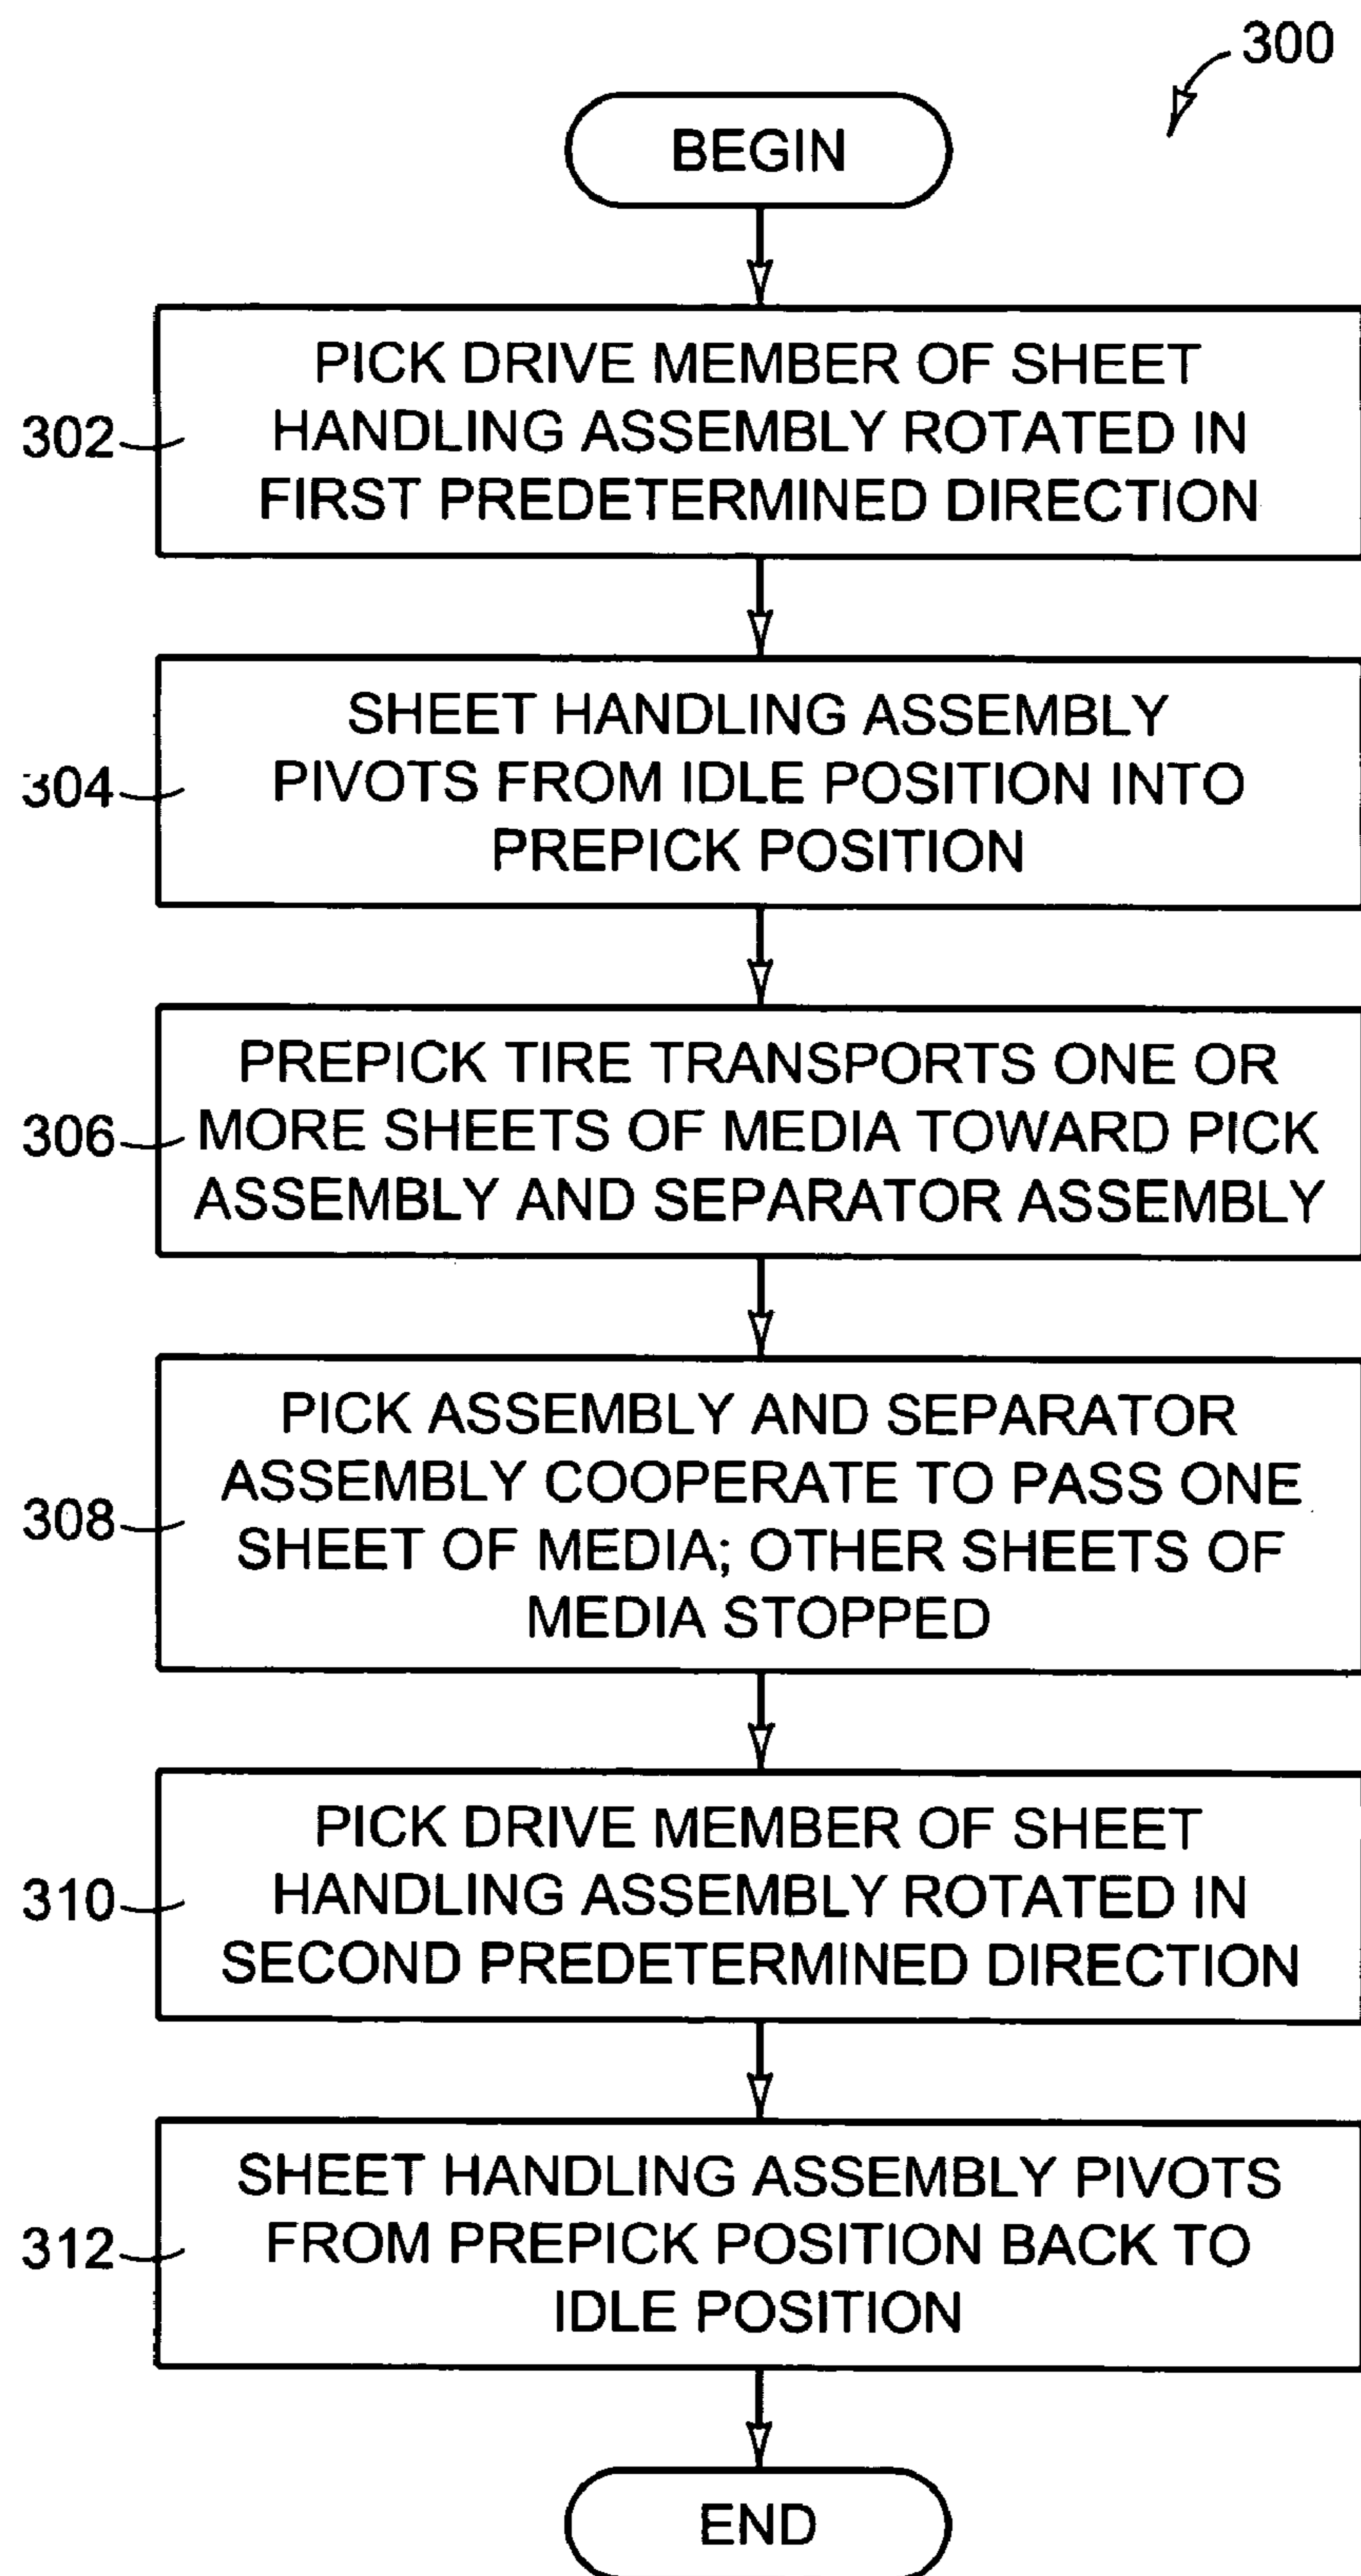 300
BEGIN
302
PICK DRIVE MEMBER OF SHEET
HANDLING ASSEMBLY ROTATED IN
FIRST PREDETERMINED DIRECTION
304
SHEET HANDLING ASSEMBLY
PIVOTS FROM IDLE POSITION INTO
PREPICK POSITION
306
PREPICK TIRE TRANSPORTS ONE OR
MORE SHEETS OF MEDIA TOWARD PICK
ASSEMBLY AND SEPARATOR ASSEMBLY
308
PICK ASSEMBLY AND SEPARATOR
ASSEMBLY COOPERATE TO PASS ONE
SHEET OF MEDIA; OTHER SHEETS OF
MEDIA STOPPED
310
PICK DRIVE MEMBER OF SHEET
HANDLING ASSEMBLY ROTATED IN
SECOND PREDETERMINED DIRECTION
312
SHEET HANDLING ASSEMBLY PIVOTS
FROM PREPICK POSITION BACK TO
IDLE POSITION
END